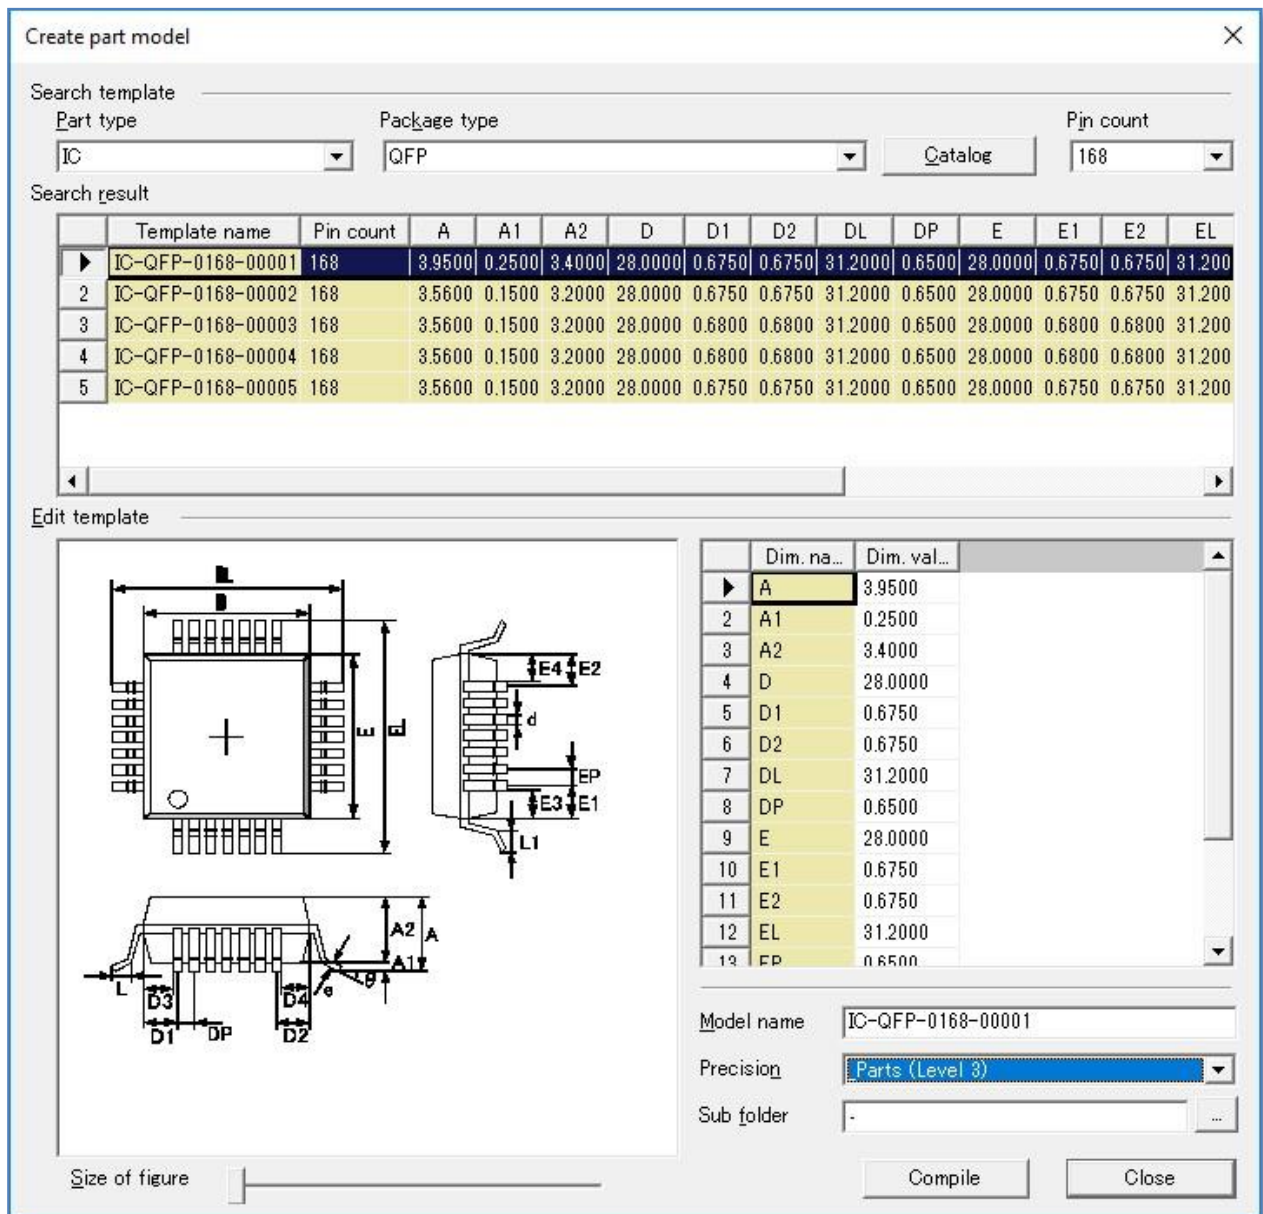 Create part model
Search template
Part type Package type Pin count
IC QFP Catalog 168
Search result
Template name Pin count A A1 A2 D D1 D2 DL DP E E1 E2 EL
IC-QFP-0168-00001 168 3.9500 0.2500 3.4000 28.0000 0.6750 0.6750 31.2000 0.6500 28.0000 0.6750 0.6750 31.200
2 IC-QFP-0168-00002 168 3.5600 0.1500 3.2000 28.0000 0.6750 0.6750 31.2000 0.6500 28.0000 0.6750 0.6750 31.200
3 IC-QFP-0168-00003 168 3.5600 0.1500 3.2000 28.0000 0.6800 0.6800 31.2000 0.6500 28.0000 0.6800 0.6800 31.200
4 IC-QFP-0168-00004 168 3.5600 0.1500 3.2000 28.0000 0.6800 0.6800 31.2000 0.6500 28.0000 0.6800 0.6800 31.200
5 IC-QFP-0168-00005 168 3.5600 0.1500 3.2000 28.0000 0.6750 0.6750 31.2000 0.6500 28.0000 0.6750 0.6750 31.200
Edit template
DL
D
E4 E2
d
E EL
EP
E3 E1
L1
A2 A
A1
L D3 D4 e θ
D1 DP D2
Dim. na... Dim. val...
A 3.9500
2 A1 0.2500
3 A2 3.4000
4 D 28.0000
5 D1 0.6750
6 D2 0.6750
7 DL 31.2000
8 DP 0.6500
9 E 28.0000
10 E1 0.6750
11 E2 0.6750
12 EL 31.2000
13 EP 0.6500
Model name IC-QFP-0168-00001
Precision Parts (Level 3)
Sub folder - ...
Size of figure
Compile Close